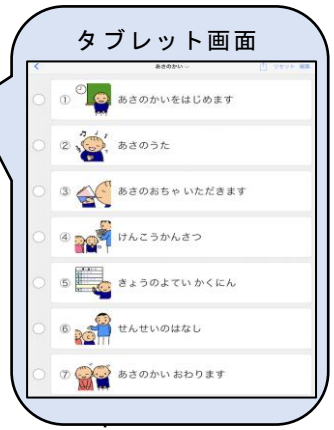 タブレット画面
あさのかい
リセット 編集
① あさのかいをはじめます
② あさのうた
③ あさのおちゃ いただきます
④ けんこうかんさつ
⑤ きょうのよてい かくにん
⑥ せんせいのはなし
⑦ あさのかい おわります